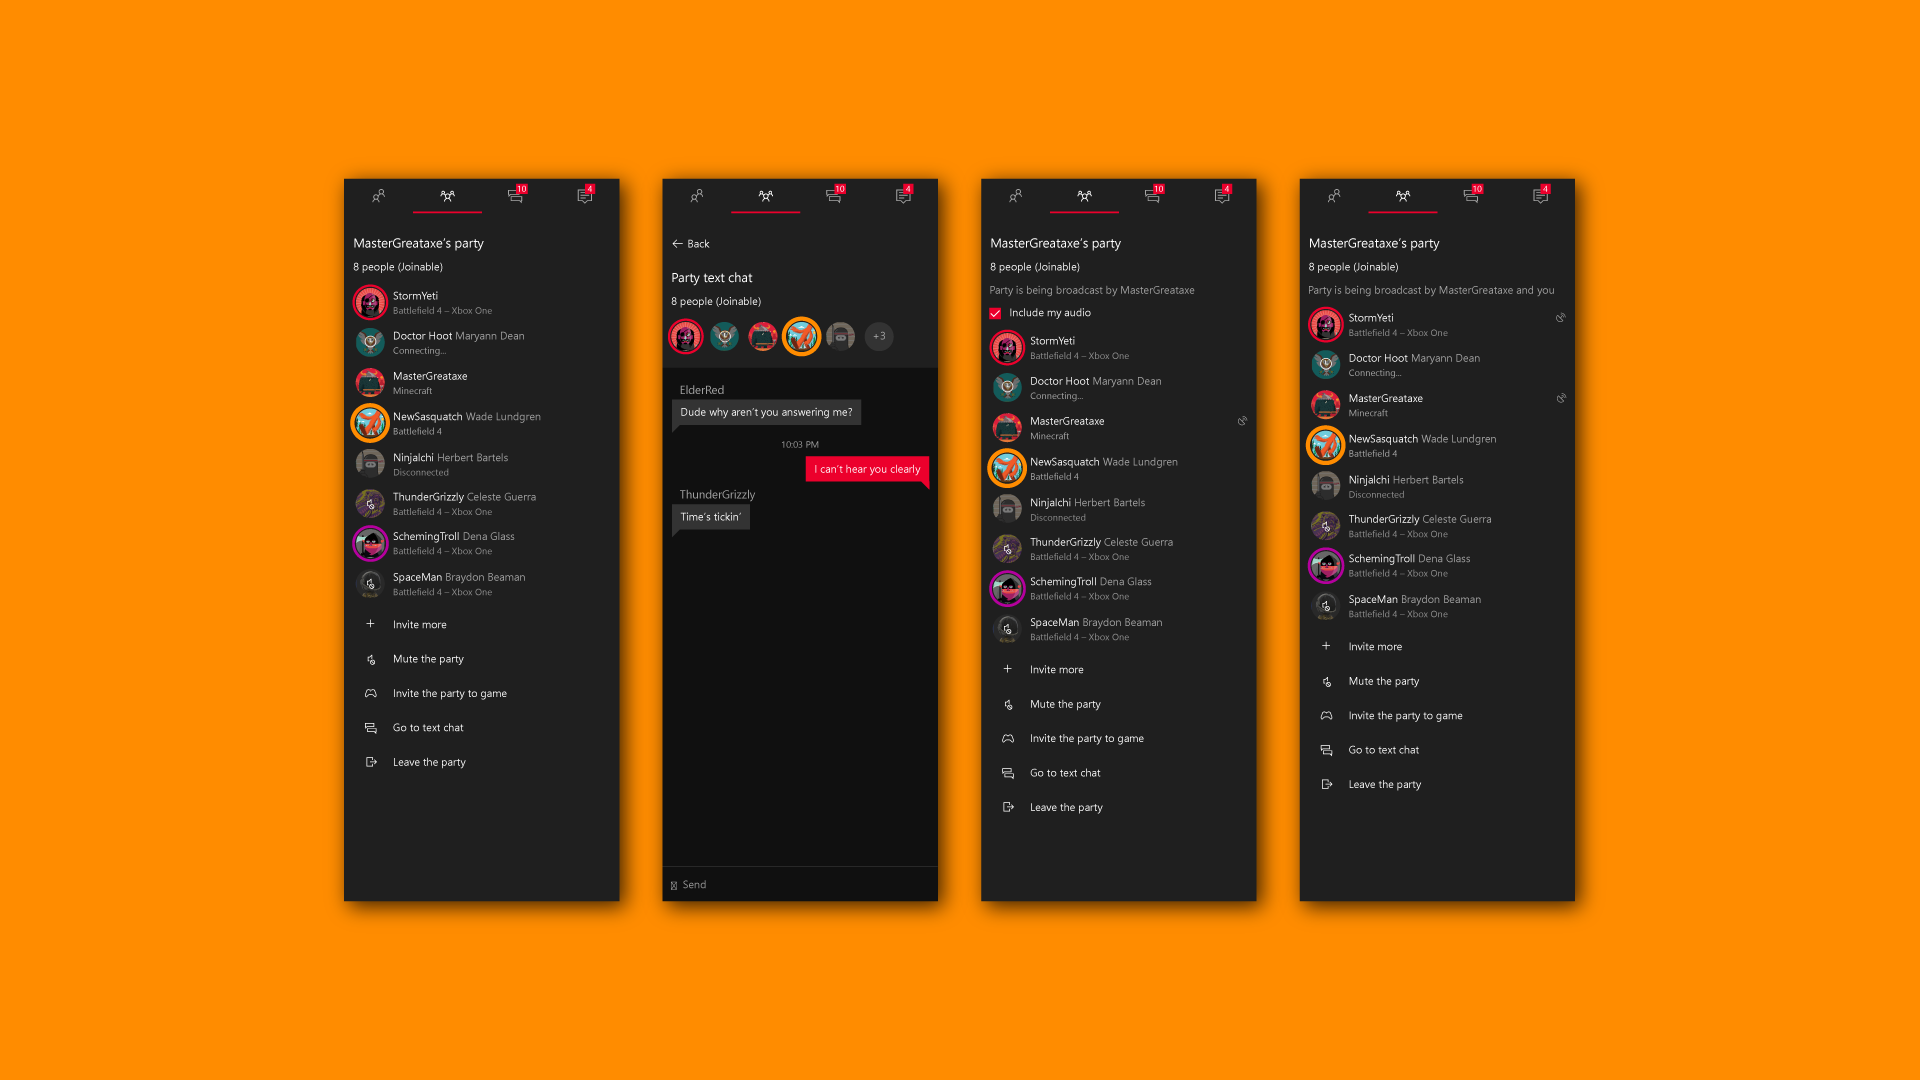 10
4
MasterGreataxe's party
8 people (Joinable)
StormYeti
Battlefield 4 – Xbox One
Doctor Hoot Maryann Dean
Connecting...
MasterGreataxe
Minecraft
NewSasquatch Wade Lundgren
Battlefield 4
NinjaIchi Herbert Bartels
Disconnected
ThunderGrizzly Celeste Guerra
Battlefield 4 – Xbox One
SchemingTroll Dena Glass
Battlefield 4 – Xbox One
SpaceMan Braydon Beaman
Battlefield 4 – Xbox One
Invite more
Mute the party
Invite the party to game
Go to text chat
Leave the party
10
4
Back
Party text chat
8 people (Joinable)
+3
ElderRed
Dude why aren't you answering me?
10:03 PM
I can't hear you clearly
ThunderGrizzly
Time's tickin'
Send
10
4
MasterGreataxe's party
8 people (Joinable)
Party is being broadcast by MasterGreataxe
Include my audio
StormYeti
Battlefield 4 – Xbox One
Doctor Hoot Maryann Dean
Connecting...
MasterGreataxe
Minecraft
NewSasquatch Wade Lundgren
Battlefield 4
NinjaIchi Herbert Bartels
Disconnected
ThunderGrizzly Celeste Guerra
Battlefield 4 – Xbox One
SchemingTroll Dena Glass
Battlefield 4 – Xbox One
SpaceMan Braydon Beaman
Battlefield 4 – Xbox One
Invite more
Mute the party
Invite the party to game
Go to text chat
Leave the party
10
4
MasterGreataxe's party
8 people (Joinable)
Party is being broadcast by MasterGreataxe and you
StormYeti
Battlefield 4 – Xbox One
Doctor Hoot Maryann Dean
Connecting...
MasterGreataxe
Minecraft
NewSasquatch Wade Lundgren
Battlefield 4
NinjaIchi Herbert Bartels
Disconnected
ThunderGrizzly Celeste Guerra
Battlefield 4 – Xbox One
SchemingTroll Dena Glass
Battlefield 4 – Xbox One
SpaceMan Braydon Beaman
Battlefield 4 – Xbox One
Invite more
Mute the party
Invite the party to game
Go to text chat
Leave the party